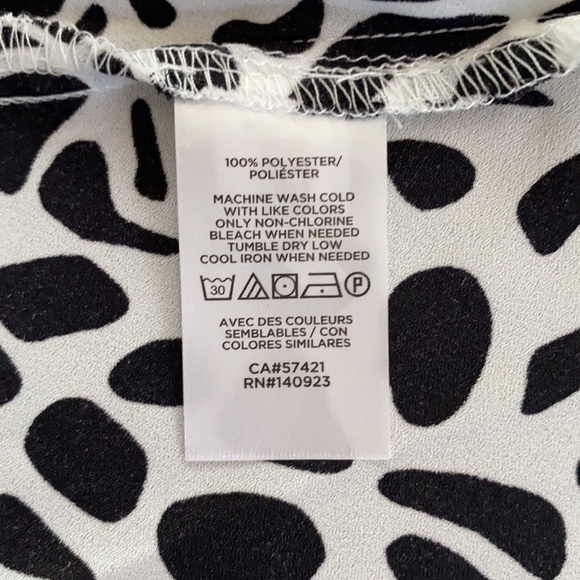 100% POLYESTER/
POLIÉSTER
MACHINE WASH COLD
WITH LIKE COLORS
ONLY NON-CHLORINE
BLEACH WHEN NEEDED
TUMBLE DRY LOW
COOL IRON WHEN NEEDED
30 P
AVEC DES COULEURS
SEMBLABLES / CON
COLORES SIMILARES
CA#57421
RN#140923